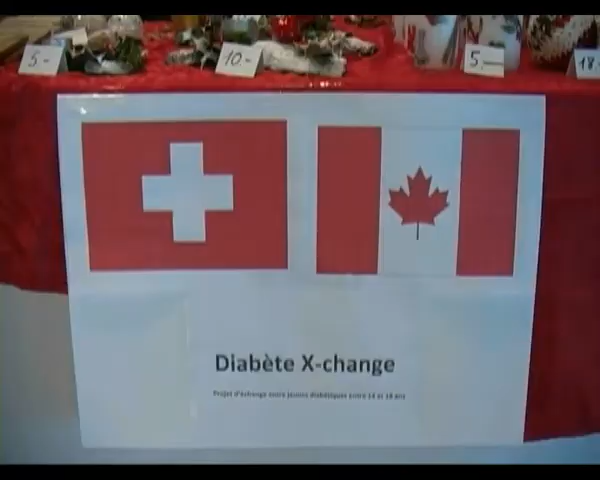 5.-
10.-
5.-
18.-
Diabète X-change
Projet d'échange entre jeunes diabétiques entre 14 et 18 ans